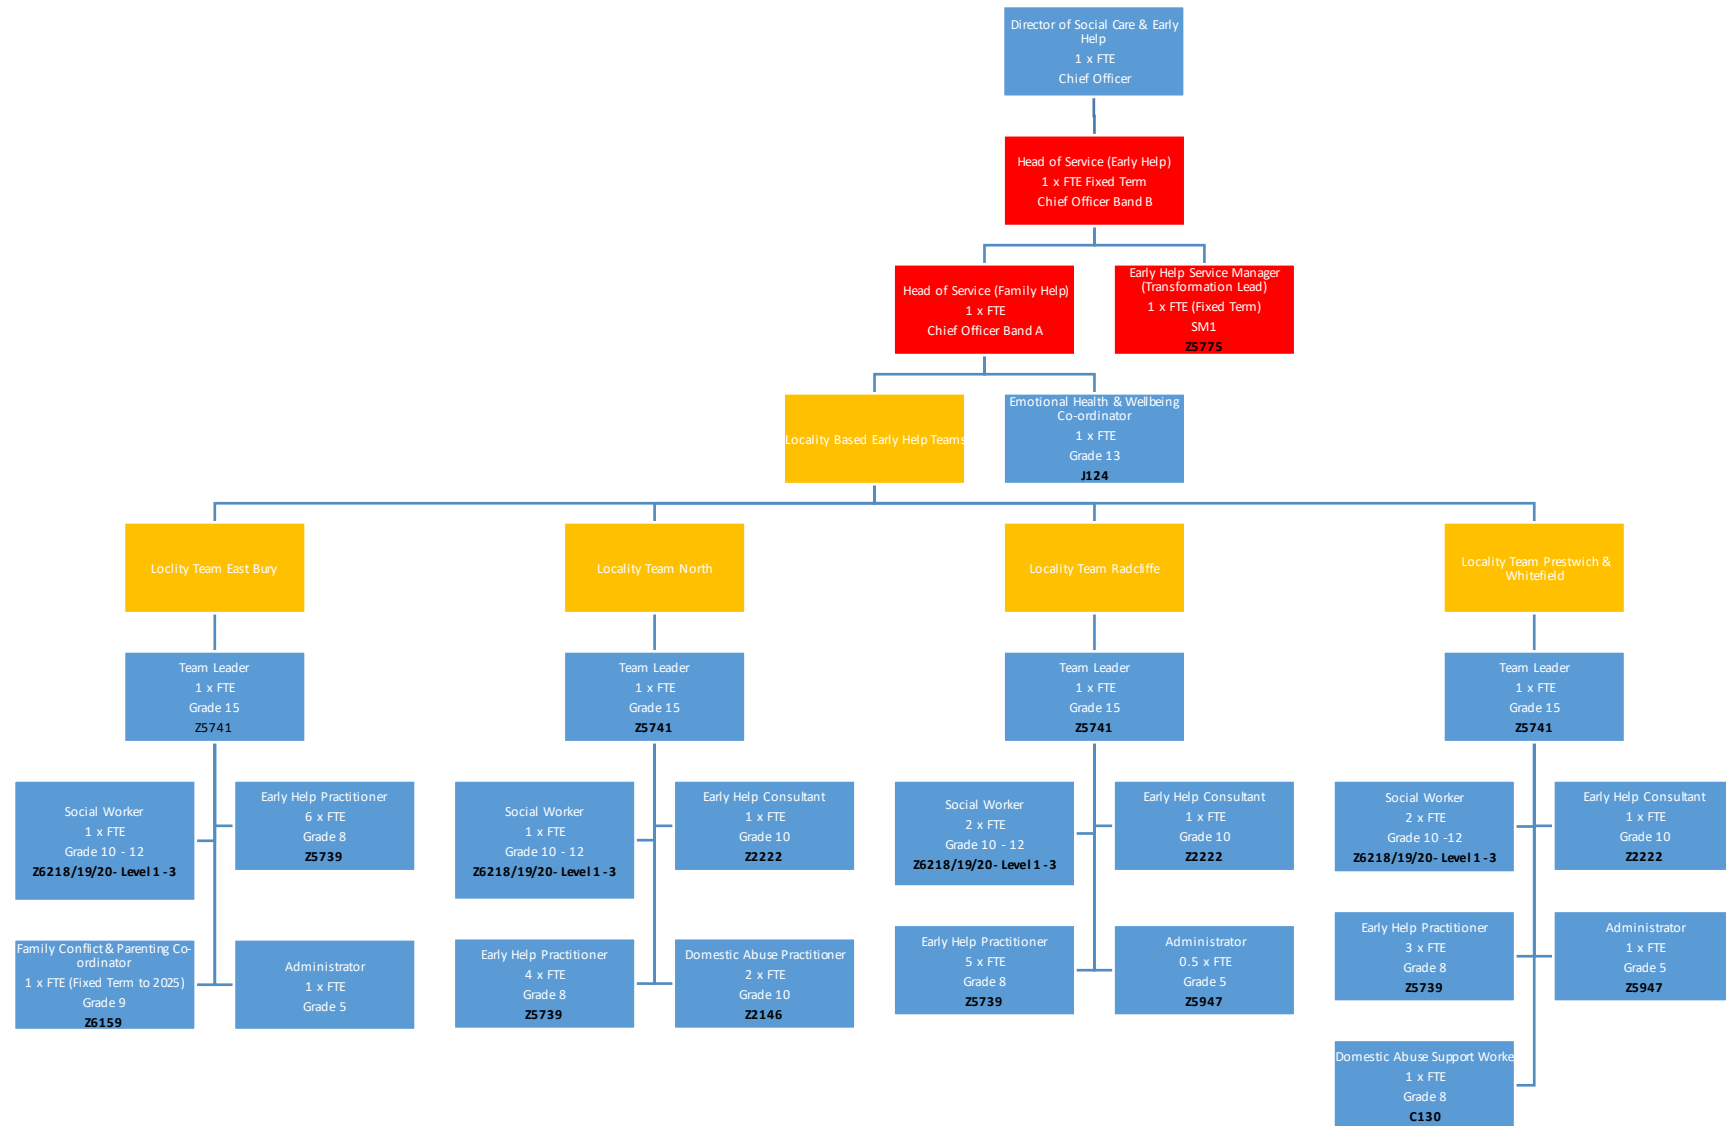 Director of Social Care & Early
Help
1 x FTE
Chief Officer
Head of Service (Early Help)
1 x FTE Fixed Term
Chief Officer Band B
Head of Service (Family Help)
1 x FTE
Chief Officer Band A
Early Help Service Manager
(Transformation Lead)
1 x FTE (Fixed Term)
SM1
Z5775
Locality Based Early Help Teams
Emotional Health & Wellbeing
Co-ordinator
1 x FTE
Grade 13
J124
Loclity Team East Bury
Locality Team North
Locality Team Radcliffe
Locality Team Prestwich &
Whitefield
Team Leader
1 x FTE
Grade 15
Z5741
Team Leader
1 x FTE
Grade 15
Z5741
Team Leader
1 x FTE
Grade 15
Z5741
Team Leader
1 x FTE
Grade 15
Z5741
Social Worker
1 x FTE
Grade 10 - 12
Z6218/19/20- Level 1 -3
Early Help Practitioner
6 x FTE
Grade 8
Z5739
Social Worker
1 x FTE
Grade 10 - 12
Z6218/19/20- Level 1 -3
Early Help Consultant
1 x FTE
Grade 10
Z2222
Social Worker
2 x FTE
Grade 10 - 12
Z6218/19/20- Level 1 -3
Early Help Consultant
1 x FTE
Grade 10
Z2222
Social Worker
2 x FTE
Grade 10 -12
Z6218/19/20- Level 1 -3
Early Help Consultant
1 x FTE
Grade 10
Z2222
Family Conflict & Parenting Co-
ordinator
1 x FTE (Fixed Term to 2025)
Grade 9
Z6159
Administrator
1 x FTE
Grade 5
Early Help Practitioner
4 x FTE
Grade 8
Z5739
Domestic Abuse Practitioner
2 x FTE
Grade 10
Z2146
Early Help Practitioner
5 x FTE
Grade 8
Z5739
Administrator
0.5 x FTE
Grade 5
Z5947
Early Help Practitioner
3 x FTE
Grade 8
Z5739
Administrator
1 x FTE
Grade 5
Z5947
Domestic Abuse Support Worke
1 x FTE
Grade 8
C130